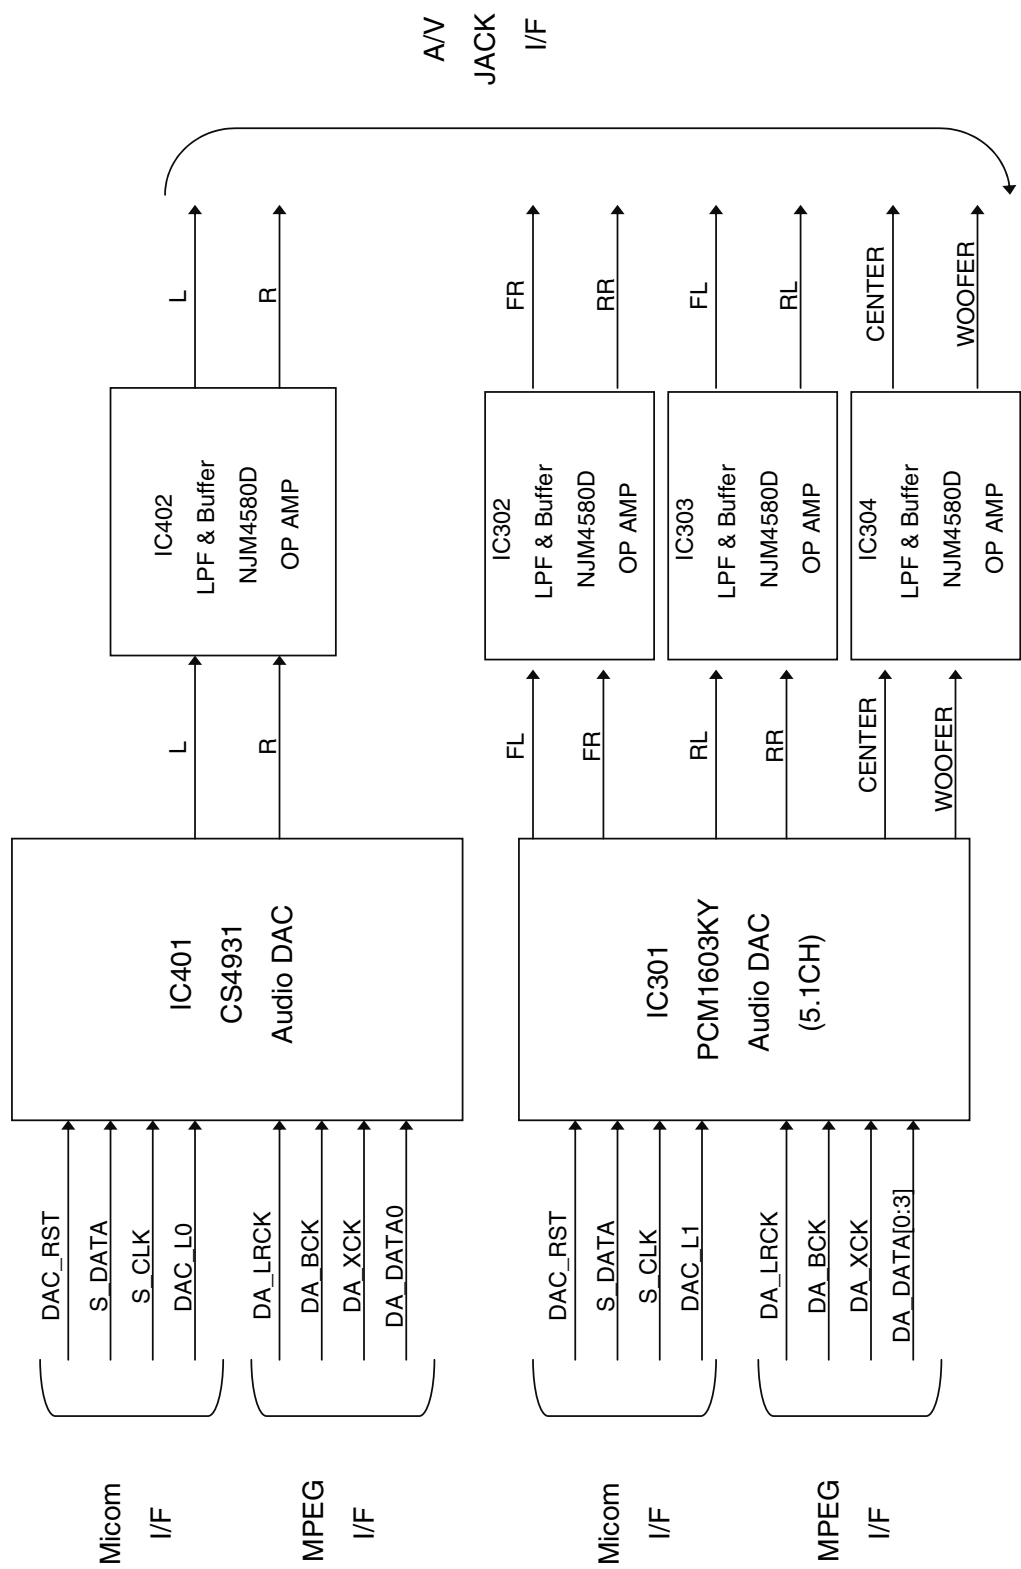 Micom
I/F
DAC_RST
S_DATA
S_CLK
DAC_L0
MPEG
I/F
DA_LRCK
DA_BCK
DA_XCK
DA_DATA0
IC401
CS4931
Audio DAC
L
R
IC402
LPF & Buffer
NJM4580D
OP AMP
L
R
Micom
I/F
DAC_RST
S_DATA
S_CLK
DAC_L1
MPEG
I/F
DA_LRCK
DA_BCK
DA_XCK
DA_DATA[0:3]
IC301
PCM1603KY
Audio DAC
(5.1CH)
FL
FR
RL
RR
CENTER
WOOFER
IC302
LPF & Buffer
NJM4580D
OP AMP
FR
RR
IC303
LPF & Buffer
NJM4580D
OP AMP
FL
RL
IC304
LPF & Buffer
NJM4580D
OP AMP
CENTER
WOOFER
A/V
JACK
I/F